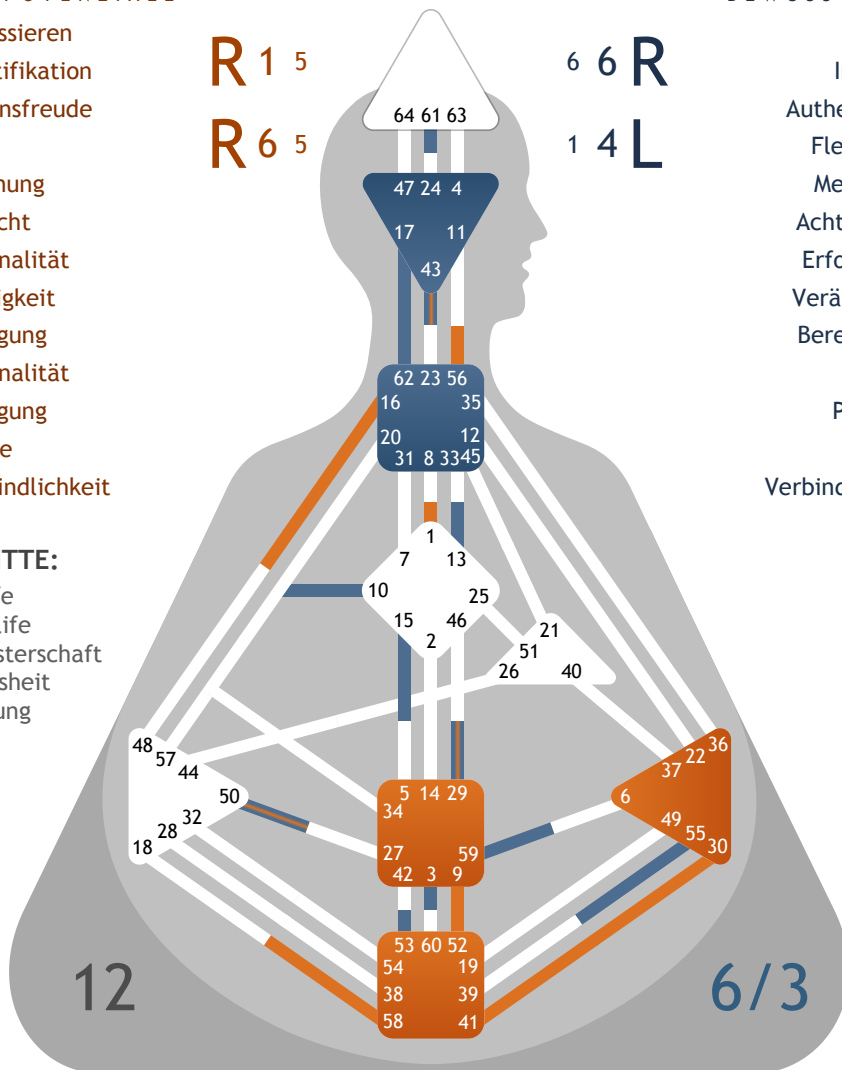 ssieren
R 1 5
6 6 R
tifikation
nsfreude
Authe
R 6 5
1 4 L
Fle
64 61 63
nung
Me
47 24 4
cht
Acht
17 11
nalität
Erfo
43
igkeit
Verä
gung
Bere
nalität
62 23 56
gung
P
16 35
e
20 12
31 8 33 45
indlichkeit
Verbind
1
TTE:
7 13
e
10 25
ife
15 46
2
21
sterschaft
51
sheit
26 40
ung
48 57 44
36 22 37
50
5 14 29
6
34
32 28 18
49 55 30
27 59
42 3 9
53 60 52
54 19
38 39
58 41
12
6/3